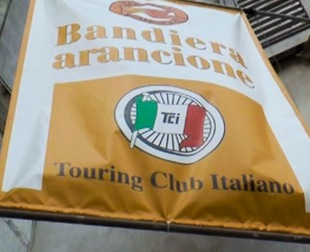 Bandiera
arancione
TCi
Touring Club Italiano